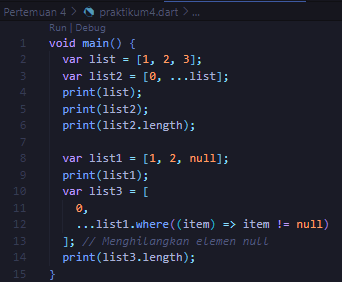 Pertemuan 4 > praktikum4.dart > ...
Run | Debug
1 void main() {
2 var list = [1, 2, 3];
3 var list2 = [0, ...list];
4 print(list);
5 print(list2);
6 print(list2.length);
7
8 var list1 = [1, 2, null];
9 print(list1);
10 var list3 = [
11 0,
12 ...list1.where((item) => item != null)
13 ]; // Menghilangkan elemen null
14 print(list3.length);
15 }